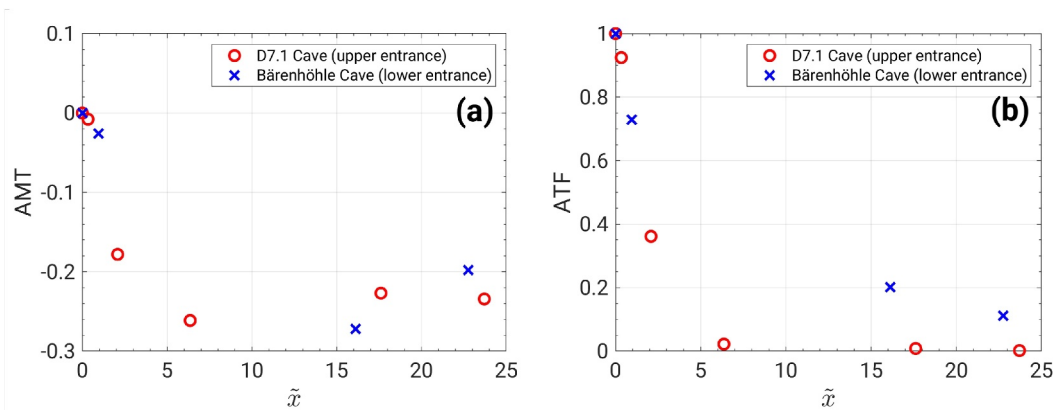 0.1
0
-0.1
-0.2
-0.3
AMT
D7.1 Cave (upper entrance)
Bärenhöhle Cave (lower entrance)
(a)
0 5 10 15 20 25
x̃
1
0.8
0.6
0.4
0.2
0
ATF
D7.1 Cave (upper entrance)
Bärenhöhle Cave (lower entrance)
(b)
0 5 10 15 20 25
x̃